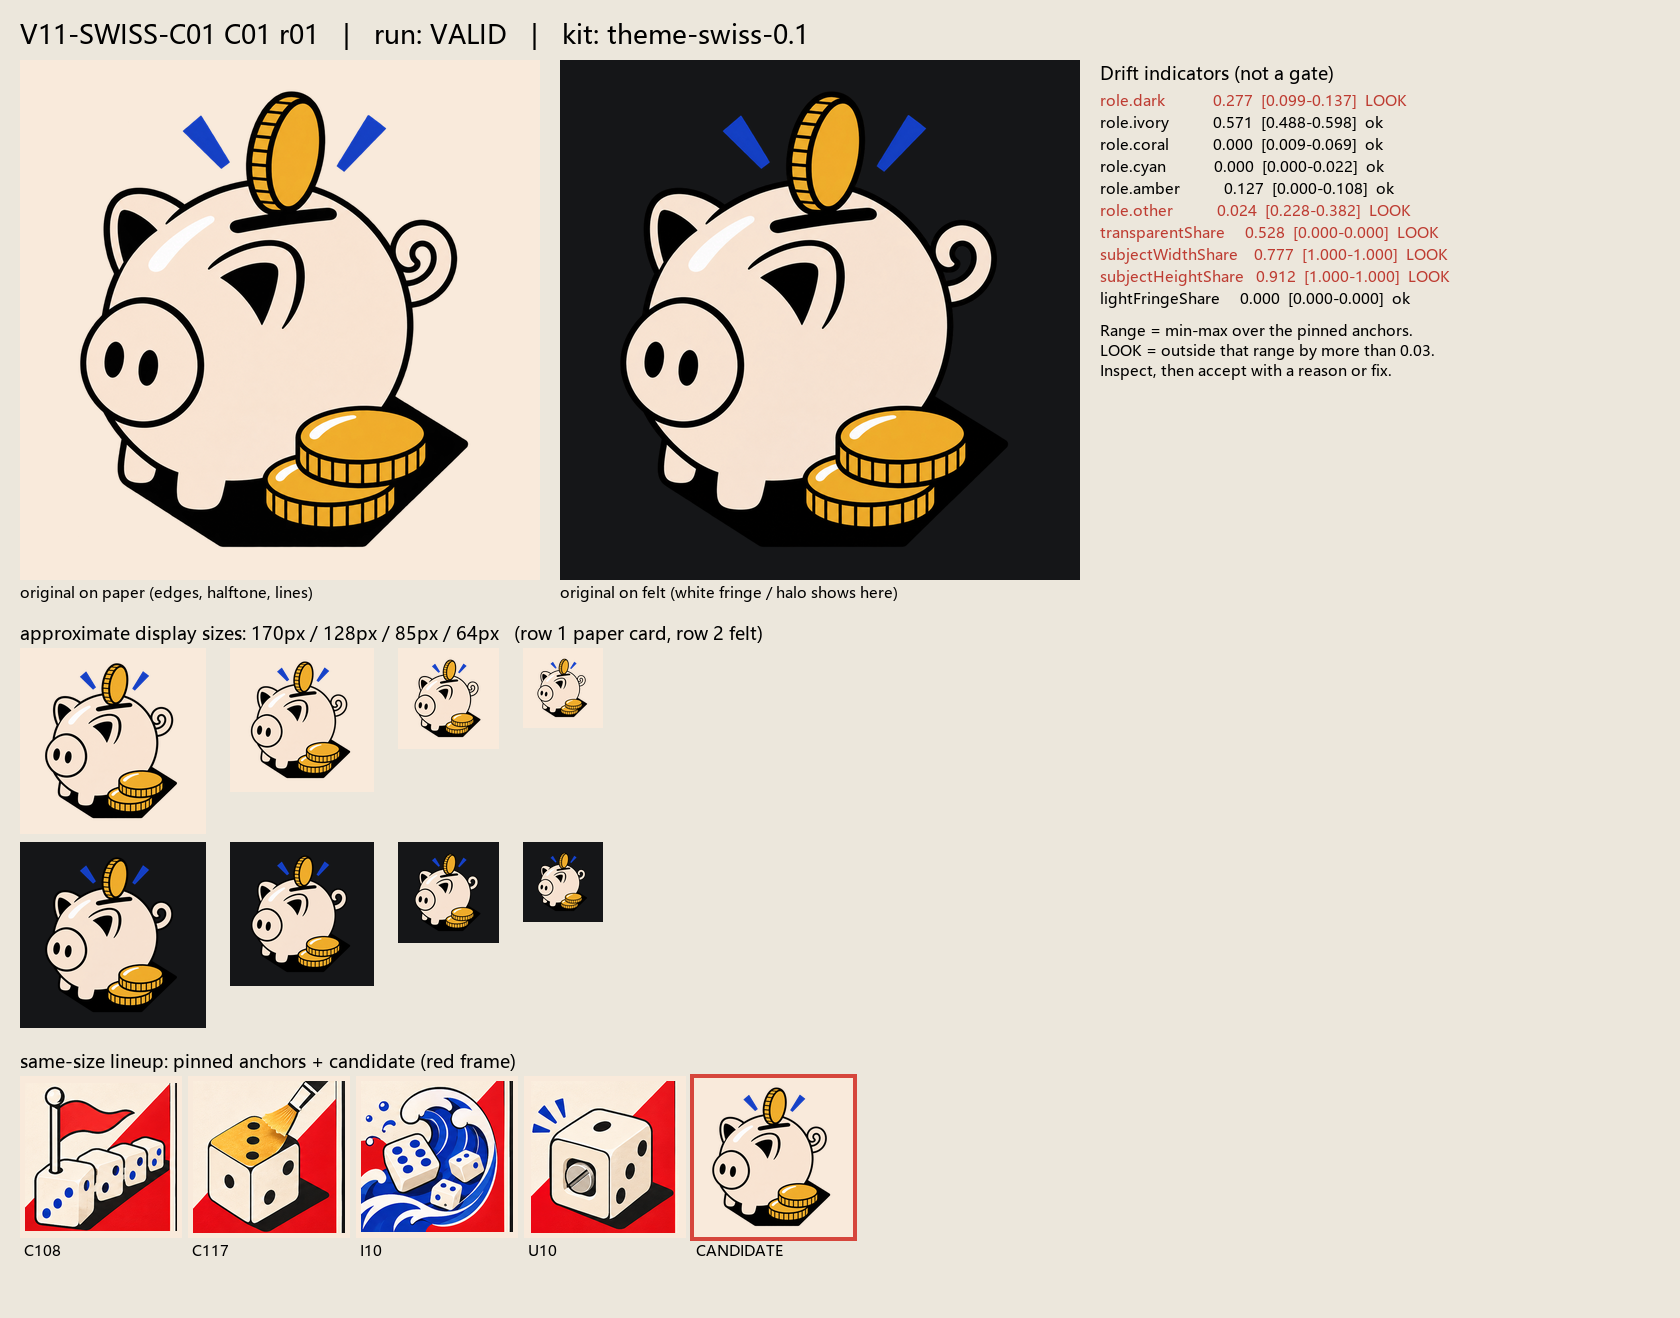 V11-SWISS-C01 C01 r01   |   run: VALID   |   kit: theme-swiss-0.1
Drift indicators (not a gate)
role.dark 0.277 [0.099-0.137] LOOK
role.ivory 0.571 [0.488-0.598] ok
role.coral 0.000 [0.009-0.069] ok
role.cyan 0.000 [0.000-0.022] ok
role.amber 0.127 [0.000-0.108] ok
role.other 0.024 [0.228-0.382] LOOK
transparentShare 0.528 [0.000-0.000] LOOK
subjectWidthShare 0.777 [1.000-1.000] LOOK
subjectHeightShare 0.912 [1.000-1.000] LOOK
lightFringeShare 0.000 [0.000-0.000] ok
Range = min-max over the pinned anchors.
LOOK = outside that range by more than 0.03.
Inspect, then accept with a reason or fix.
original on paper (edges, halftone, lines)
original on felt (white fringe / halo shows here)
approximate display sizes: 170px / 128px / 85px / 64px   (row 1 paper card, row 2 felt)
same-size lineup: pinned anchors + candidate (red frame)
C108
C117
I10
U10
CANDIDATE